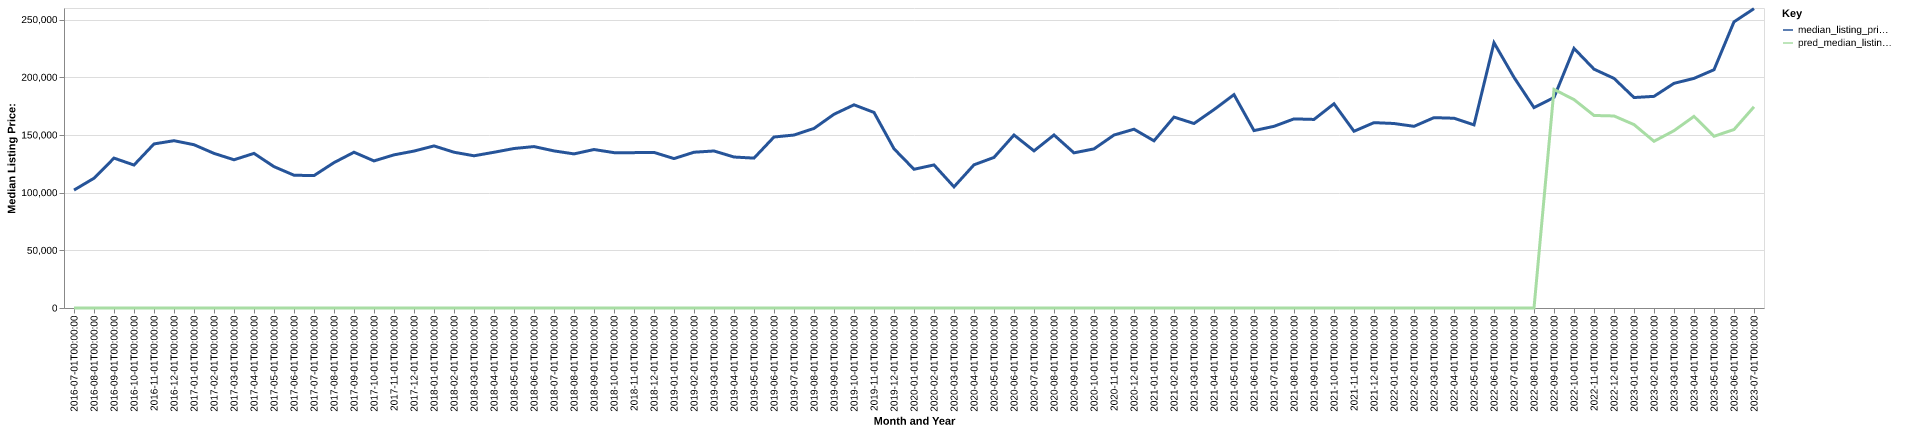 250,000
200,000
150,000
100,000
50,000
0
Median Listing Price:
2016-07-01T00:00:00
2016-08-01T00:00:00
2016-09-01T00:00:00
2016-10-01T00:00:00
2016-11-01T00:00:00
2016-12-01T00:00:00
2017-01-01T00:00:00
2017-02-01T00:00:00
2017-03-01T00:00:00
2017-04-01T00:00:00
2017-05-01T00:00:00
2017-06-01T00:00:00
2017-07-01T00:00:00
2017-08-01T00:00:00
2017-09-01T00:00:00
2017-10-01T00:00:00
2017-11-01T00:00:00
2017-12-01T00:00:00
2018-01-01T00:00:00
2018-02-01T00:00:00
2018-03-01T00:00:00
2018-04-01T00:00:00
2018-05-01T00:00:00
2018-06-01T00:00:00
2018-07-01T00:00:00
2018-08-01T00:00:00
2018-09-01T00:00:00
2018-10-01T00:00:00
2018-11-01T00:00:00
2018-12-01T00:00:00
2019-01-01T00:00:00
2019-02-01T00:00:00
2019-03-01T00:00:00
2019-04-01T00:00:00
2019-05-01T00:00:00
2019-06-01T00:00:00
2019-07-01T00:00:00
2019-08-01T00:00:00
2019-09-01T00:00:00
2019-10-01T00:00:00
2019-11-01T00:00:00
2019-12-01T00:00:00
2020-01-01T00:00:00
2020-02-01T00:00:00
2020-03-01T00:00:00
2020-04-01T00:00:00
2020-05-01T00:00:00
2020-06-01T00:00:00
2020-07-01T00:00:00
2020-08-01T00:00:00
2020-09-01T00:00:00
2020-10-01T00:00:00
2020-11-01T00:00:00
2020-12-01T00:00:00
2021-01-01T00:00:00
2021-02-01T00:00:00
2021-03-01T00:00:00
2021-04-01T00:00:00
2021-05-01T00:00:00
2021-06-01T00:00:00
2021-07-01T00:00:00
2021-08-01T00:00:00
2021-09-01T00:00:00
2021-10-01T00:00:00
2021-11-01T00:00:00
2021-12-01T00:00:00
2022-01-01T00:00:00
2022-02-01T00:00:00
2022-03-01T00:00:00
2022-04-01T00:00:00
2022-05-01T00:00:00
2022-06-01T00:00:00
2022-07-01T00:00:00
2022-08-01T00:00:00
2022-09-01T00:00:00
2022-10-01T00:00:00
2022-11-01T00:00:00
2022-12-01T00:00:00
2023-01-01T00:00:00
2023-02-01T00:00:00
2023-03-01T00:00:00
2023-04-01T00:00:00
2023-05-01T00:00:00
2023-06-01T00:00:00
2023-07-01T00:00:00
Month and Year
Key
median_listing_pri…
pred_median_listin…